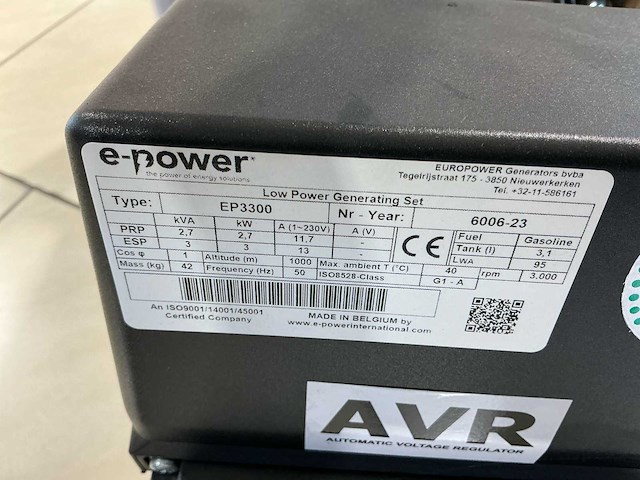 e-power
the power of energy solutions
EUROPOWER Generators bvba
Tegelrijstraat 175 - 3850 Nieuwerkerken
Tel. +32-11-586161
Low Power Generating Set
Type: EP3300 Nr - Year: 6006-23
kVA kW A (1~230V) A (V) Fuel Gasoline
PRP 2,7 2,7 11,7 - CE Tank (l) 3,1
ESP 3 3 13 - LWA 95
Cos φ 1 Altitude (m) 1000 Max. ambient T (°C) 40 rpm 3.000
Mass (kg) 42 Frequency (Hz) 50 ISO8528-Class G1 - A
An ISO9001/14001/45001
Certified Company
MADE IN BELGIUM by
www.e-powerinternational.com
AVR
AUTOMATIC VOLTAGE REGULATOR